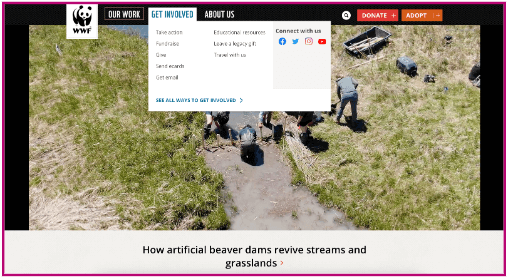 WWF
OUR WORK GET INVOLVED ABOUT US DONATE + ADOPT +
Take action Educational resources Connect with us
Fundraise Leave a legacy gift
Give Travel with us
Send ecards
Get email
SEE ALL WAYS TO GET INVOLVED >
How artificial beaver dams revive streams and
grasslands >